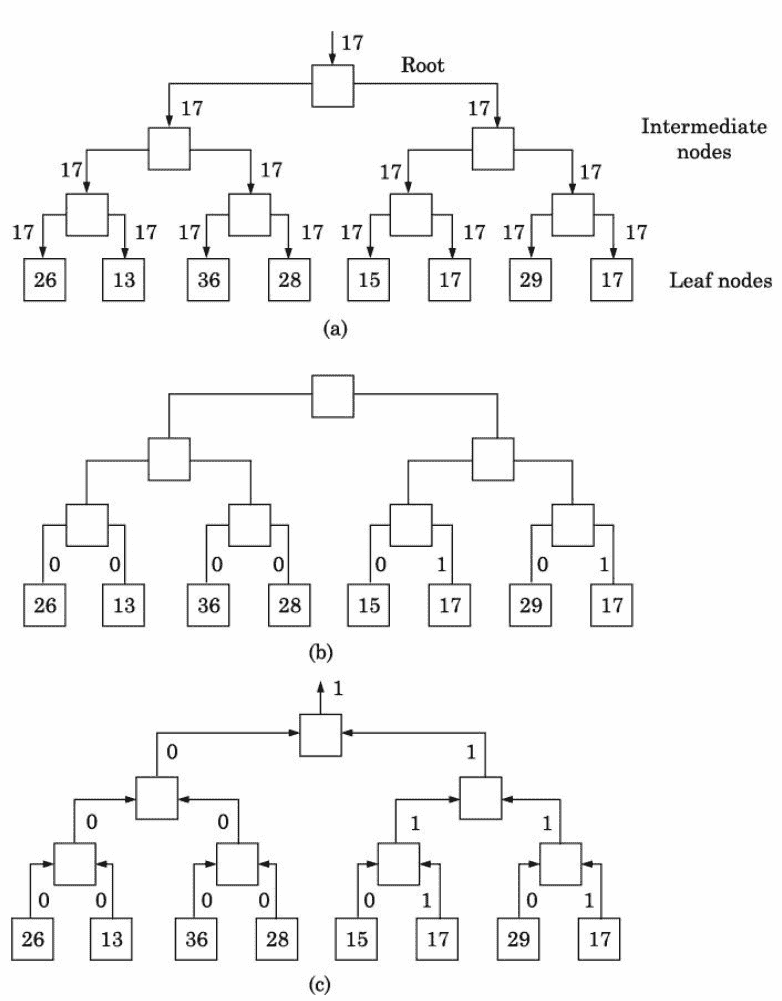 17
Root
17 17
Intermediate
nodes
17 17 17 17
17 17 17 17 17 17 17 17
26 13 36 28 15 17 29 17
Leaf nodes
(a)
0 0 0 0 0 1 0 1
26 13 36 28 15 17 29 17
(b)
1
0 1
0 0 1 1
0 0 0 0 0 1 0 1
26 13 36 28 15 17 29 17
(c)